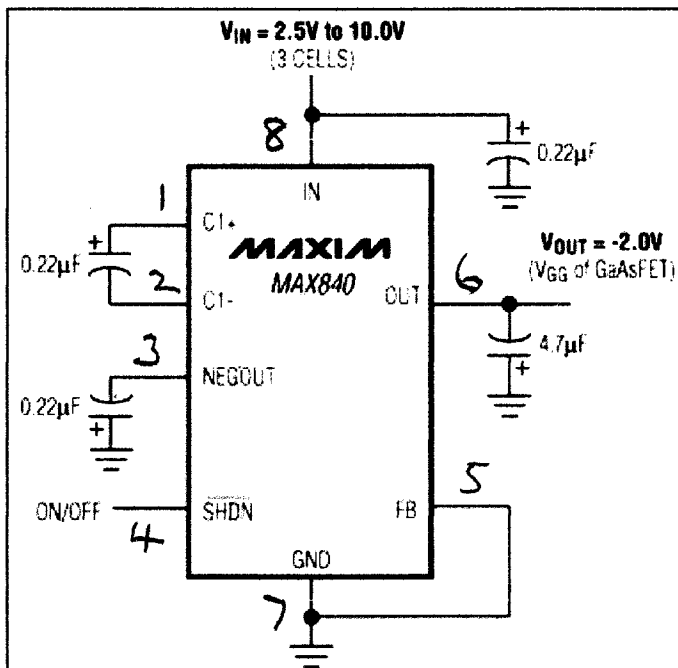 VIN = 2.5V to 10.0V
(3 CELLS)
8
+
0.22µF
IN
1
C1+
+
0.22µF
MAXIM
MAX840
2
C1-
VOUT = -2.0V
(VGG of GaAsFET)
6
OUT
4.7µF
+
3
NEGOUT
0.22µF
+
ON/OFF
4
SHDN
5
FB
GND
7